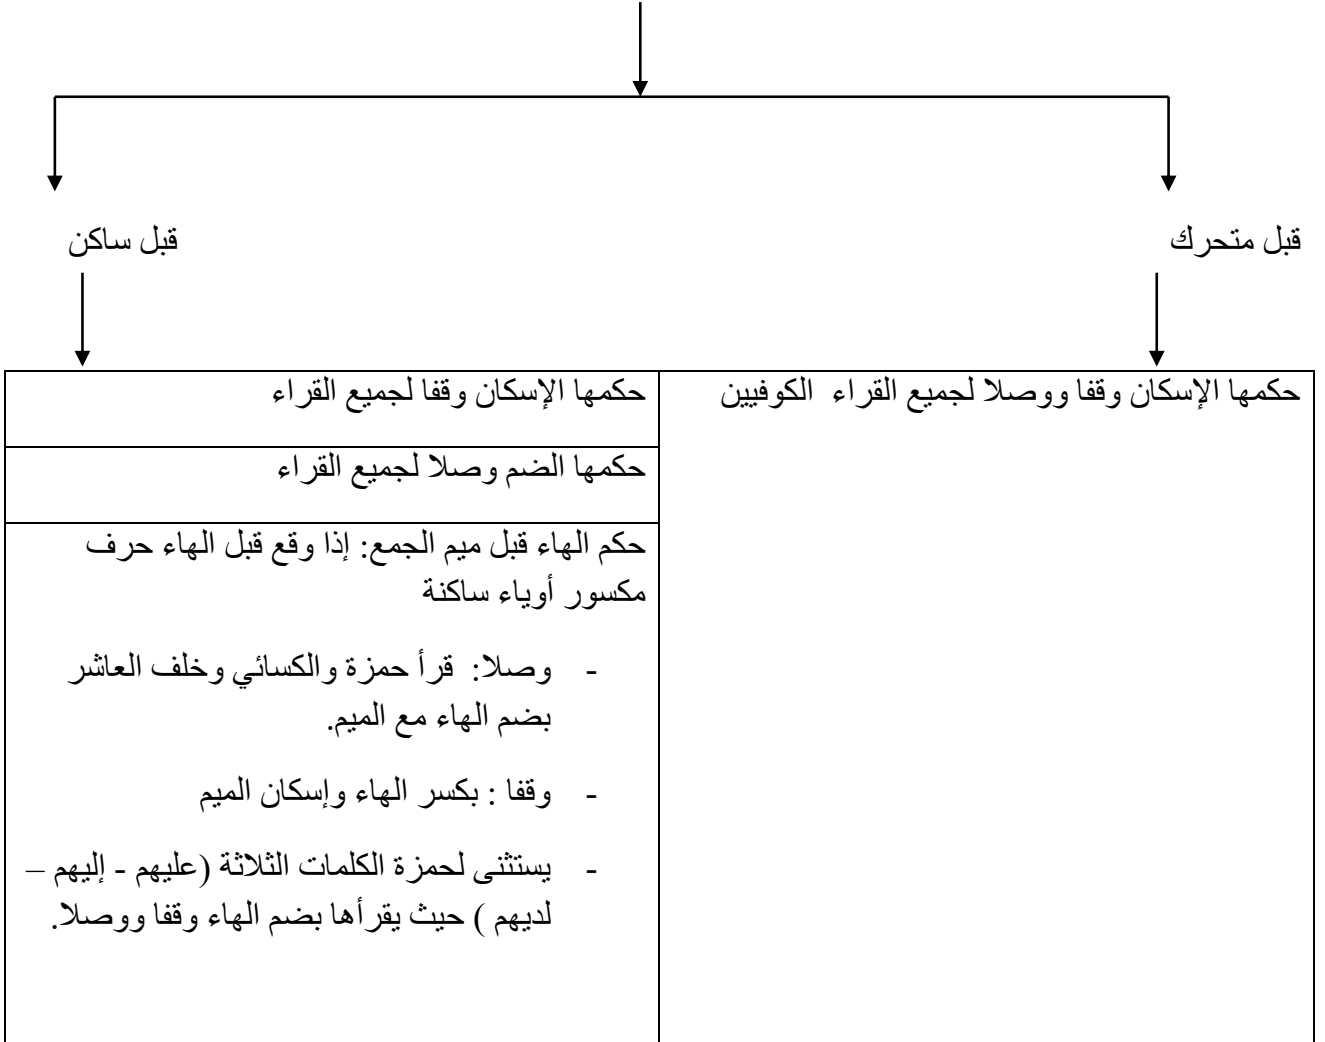 قبل متحرك
قبل ساكن
حكمها الإسكان وقفا ووصلا لجميع القراء الكوفيين
حكمها الإسكان وقفا لجميع القراء
حكمها الضم وصلا لجميع القراء
حكم الهاء قبل ميم الجمع: إذا وقع قبل الهاء حرف
مكسور أوياء ساكنة
- وصلا: قرأ حمزة والكسائي وخلف العاشر
بضم الهاء مع الميم.
- وقفا : بكسر الهاء وإسكان الميم
- يستثنى لحمزة الكلمات الثلاثة (عليهم - إليهم –
لديهم ) حيث يقرأها بضم الهاء وقفا ووصلا.